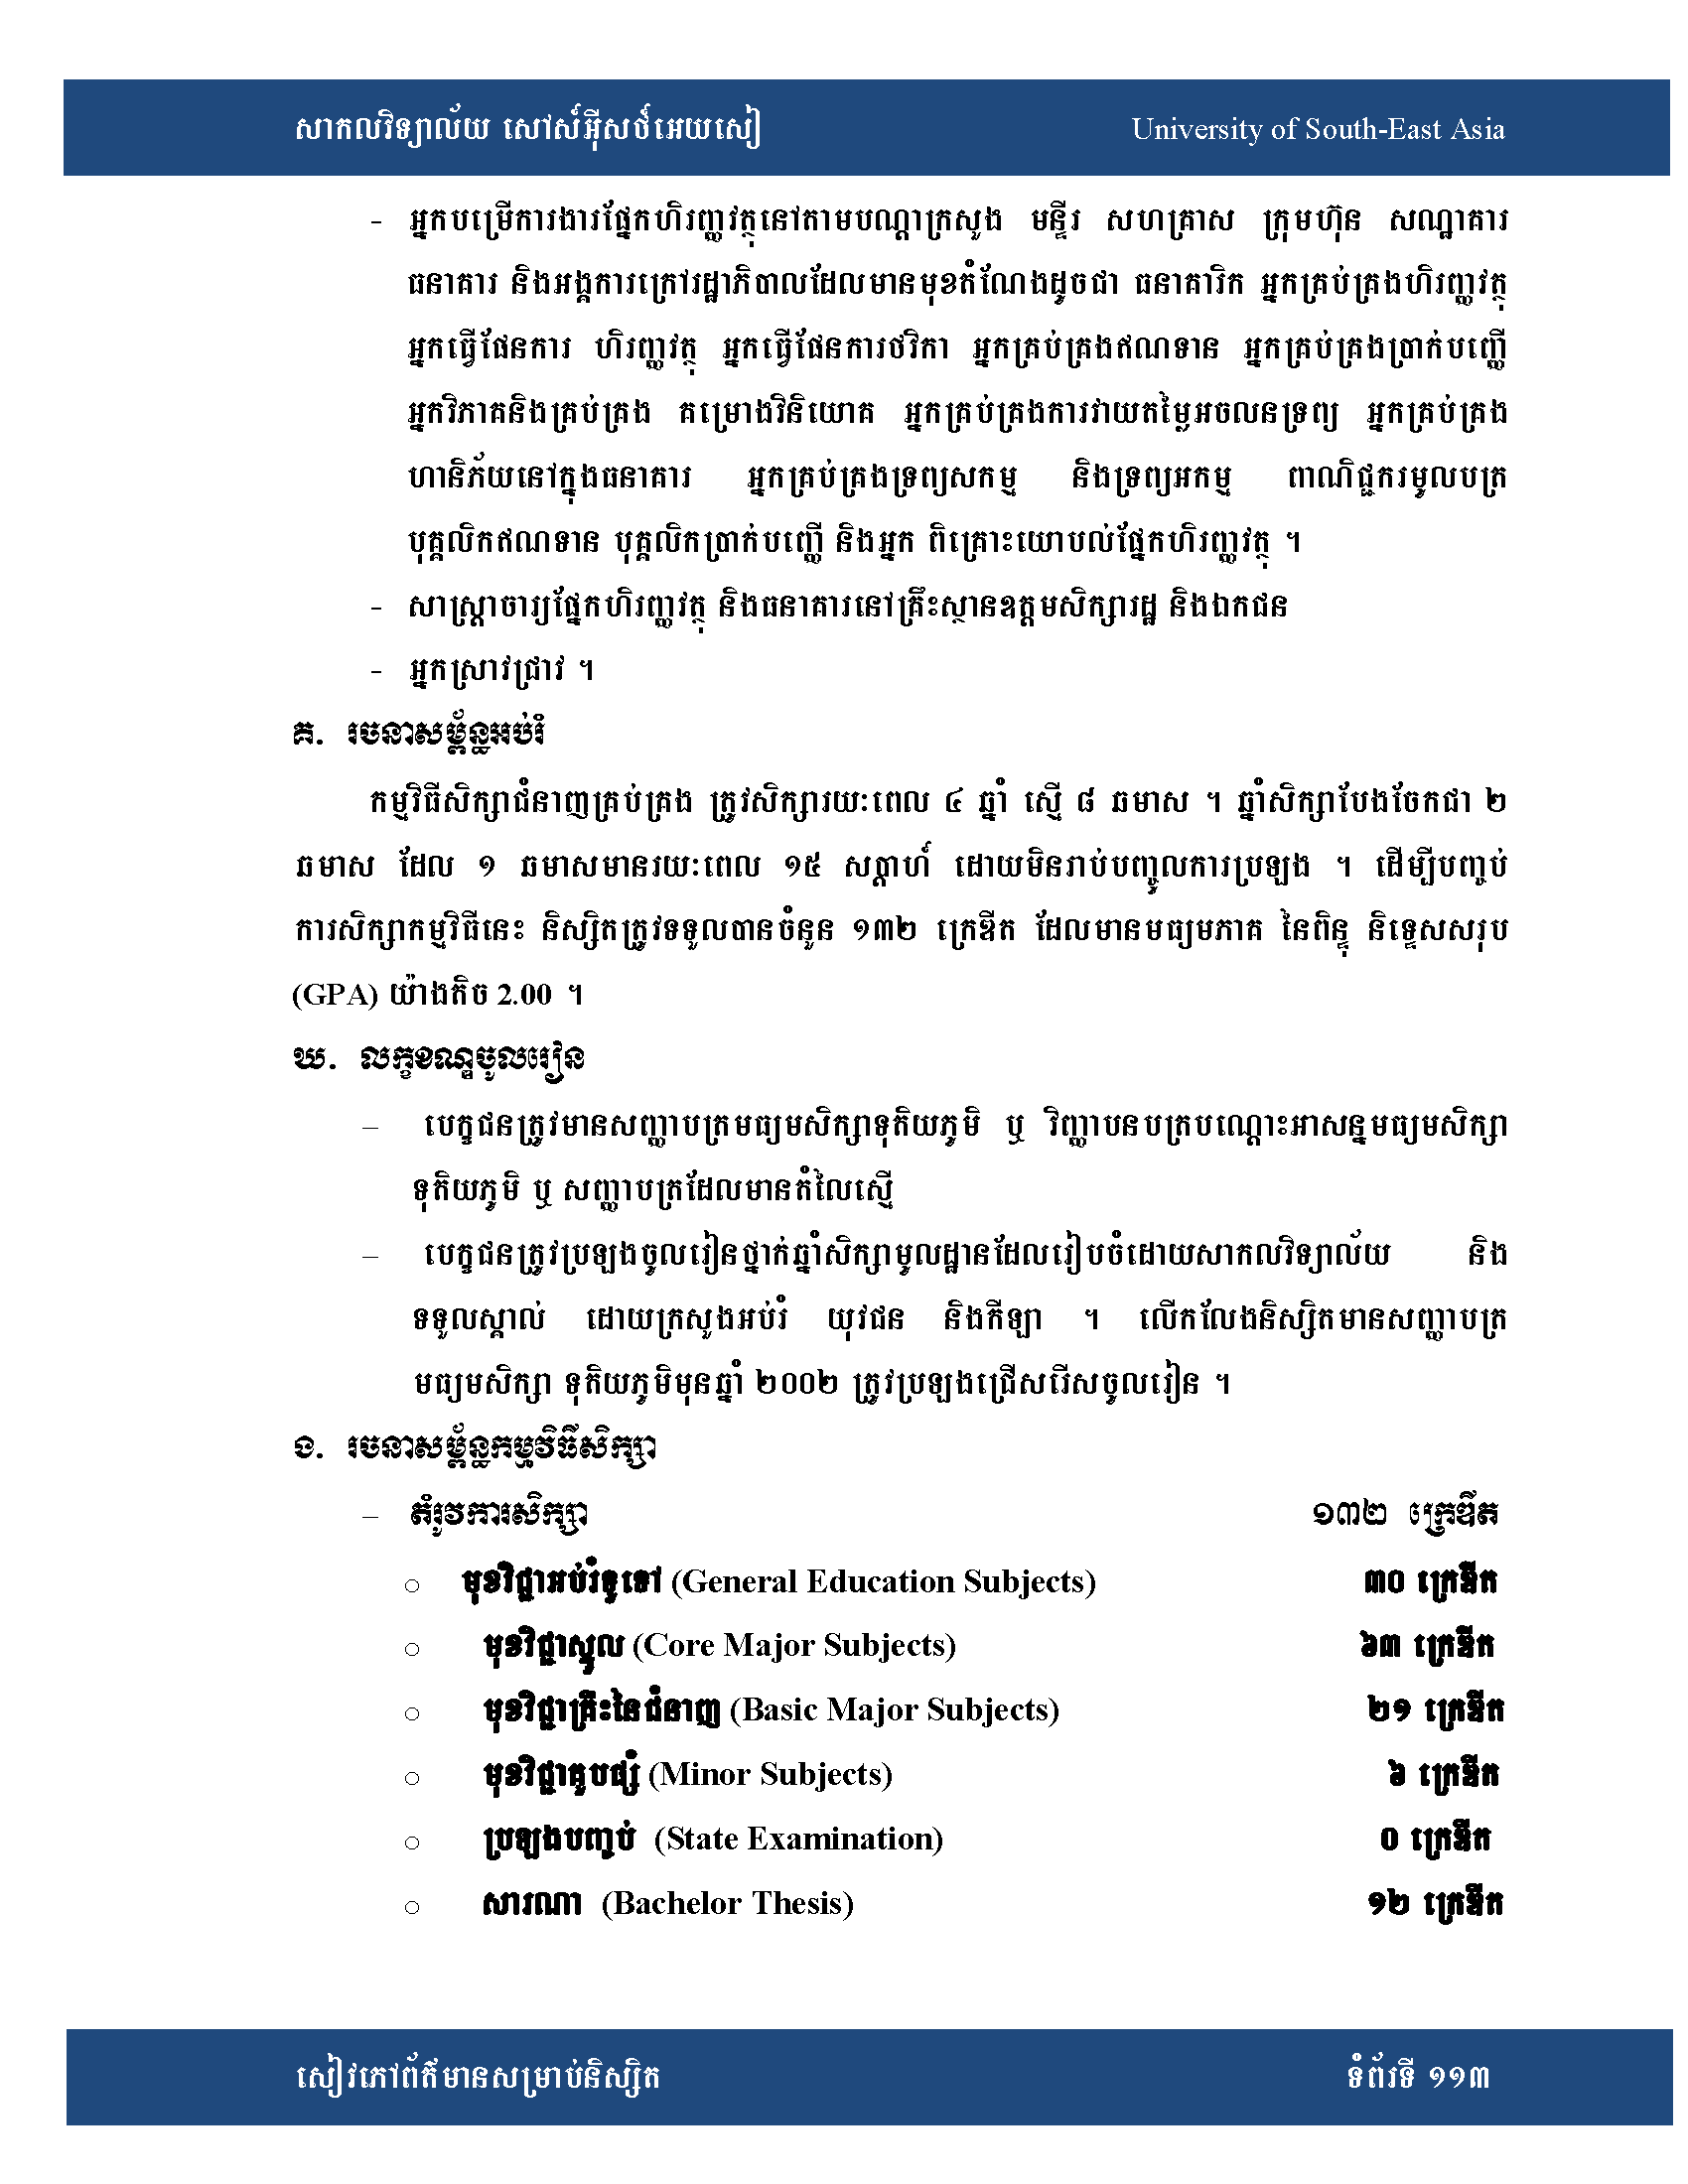 សាកលវិទ្យាល័យ សៅស៍អ៊ីសថ៍អេយសៀ University of South-East Asia
- អ្នកបម្រើការងារផ្នែកហិរញ្ញវត្ថុនៅតាមបណ្តាក្រសួង មន្ទីរ សហគ្រាស ក្រុមហ៊ុន សណ្ឋាគារ
ធនាគារ និងអង្គការក្រៅរដ្ឋាភិបាលដែលមានមុខតំណែងដូចជា ធនាគារិក អ្នកគ្រប់គ្រងហិរញ្ញវត្ថុ
អ្នកធ្វើផែនការ ហិរញ្ញវត្ថុ អ្នកធ្វើផែនការថវិកា អ្នកគ្រប់គ្រងឥណទាន អ្នកគ្រប់គ្រងប្រាក់បញ្ញើ
អ្នកវិភាគនិងគ្រប់គ្រង គម្រោងវិនិយោគ អ្នកគ្រប់គ្រងការវាយតម្លៃអចលនទ្រព្យ អ្នកគ្រប់គ្រង
ហានិភ័យនៅក្នុងធនាគារ អ្នកគ្រប់គ្រងទ្រព្យសកម្ម និងទ្រព្យអកម្ម ពាណិជ្ជករមូលបត្រ
បុគ្គលិកឥណទាន បុគ្គលិកប្រាក់បញ្ញើ និងអ្នក ពិគ្រោះយោបល់ផ្នែកហិរញ្ញវត្ថុ ។
- សាស្ត្រាចារ្យផ្នែកហិរញ្ញវត្ថុ និងធនាគារនៅគ្រឹះស្ថានឧត្តមសិក្សារដ្ឋ និងឯកជន
- អ្នកស្រាវជ្រាវ ។
គ. រចនាសម្ព័ន្ធអប់រំ
កម្មវិធីសិក្សាជំនាញគ្រប់គ្រង ត្រូវសិក្សារយៈពេល ៤ ឆ្នាំ ស្មើ ៨ ឆមាស ។ ឆ្នាំសិក្សាបែងចែកជា ២
ឆមាស ដែល ១ ឆមាសមានរយៈពេល ១៥ សប្តាហ៍ ដោយមិនរាប់បញ្ចូលការប្រឡង ។ ដើម្បីបញ្ចប់
ការសិក្សាកម្មវិធីនេះ និស្សិតត្រូវទទួលបានចំនួន ១៣២ ក្រេឌីត ដែលមានមធ្យមភាគ នៃពិន្ទុ និទ្ទេសសរុប
(GPA) យ៉ាងតិច 2.00 ។
ឃ. លក្ខខណ្ឌចូលរៀន
– បេក្ខជនត្រូវមានសញ្ញាបត្រមធ្យមសិក្សាទុតិយភូមិ ឬ វិញ្ញាបនបត្របណ្តោះអាសន្នមធ្យមសិក្សា
ទុតិយភូមិ ឬ សញ្ញាបត្រដែលមានតំលៃស្មើ
– បេក្ខជនត្រូវប្រឡងចូលរៀនថ្នាក់ឆ្នាំសិក្សាមូលដ្ឋានដែលរៀបចំដោយសាកលវិទ្យាល័យ និង
ទទួលស្គាល់ ដោយក្រសួងអប់រំ យុវជន និងកីឡា ។ លើកលែងនិស្សិតមានសញ្ញាបត្រ
មធ្យមសិក្សា ទុតិយភូមិមុនឆ្នាំ ២០០២ ត្រូវប្រឡងជ្រើសរើសចូលរៀន ។
ង. រចនាសម្ព័ន្ធកម្មវិធីសិក្សា
– តំរូវការសិក្សា ១៣២ ក្រេឌីត
○ មុខវិជ្ជាអប់រំទូទៅ (General Education Subjects) ៣០ ក្រេឌីត
○ មុខវិជ្ជាស្នូល (Core Major Subjects) ៦៣ ក្រេឌីត
○ មុខវិជ្ជាគ្រឹះនៃជំនាញ (Basic Major Subjects) ២១ ក្រេឌីត
○ មុខវិជ្ជាគួបផ្សំ (Minor Subjects) ៦ ក្រេឌីត
○ ប្រឡងបញ្ចប់ (State Examination) ០ ក្រេឌីត
○ សារណា (Bachelor Thesis) ១២ ក្រេឌីត
សៀវភៅព័ត៌មានសម្រាប់និស្សិត ទំព័រទី ១១៣